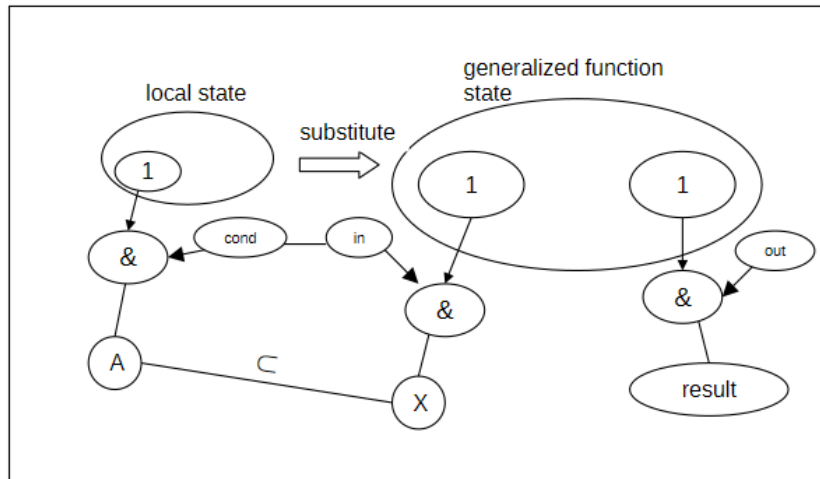 generalized function
state
local state
substitute
1
1
1
cond
in
out
&
&
&
A
⊂
X
result